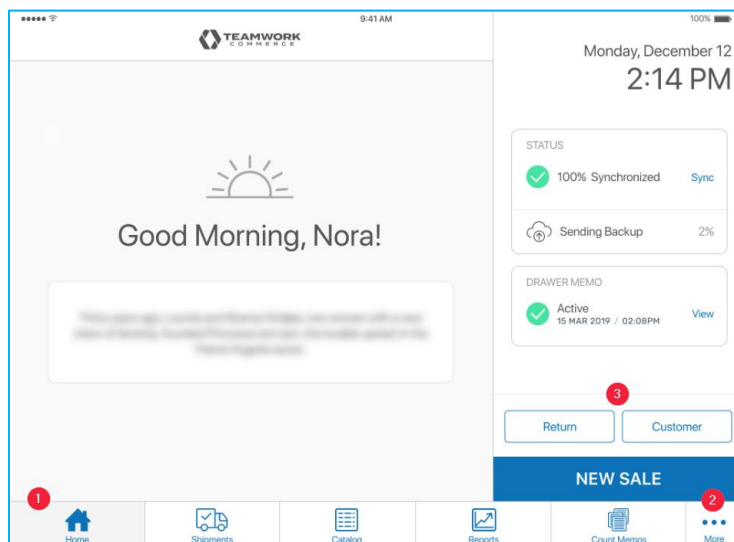 9:41 AM
100%
TEAMWORK
COMMERCE
Monday, December 12
2:14 PM
Good Morning, Nora!
STATUS
100% Synchronized
Sync
Sending Backup
2%
DRAWER MEMO
Active
15 MAR 2019 / 02:08PM
View
3
Return
Customer
NEW SALE
1
2
Home
Shipments
Catalog
Reports
Count Memos
More